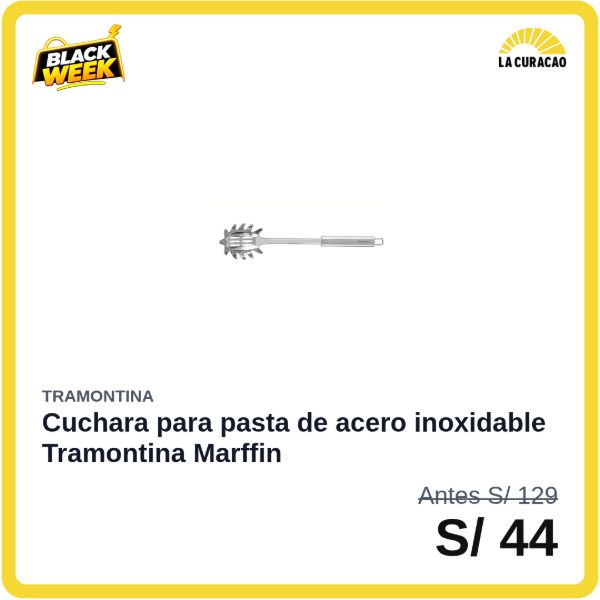 BLACK
WEEK
LA CURACAO
TRAMONTINA
Cuchara para pasta de acero inoxidable
Tramontina Marffin
Antes S/ 129
S/ 44